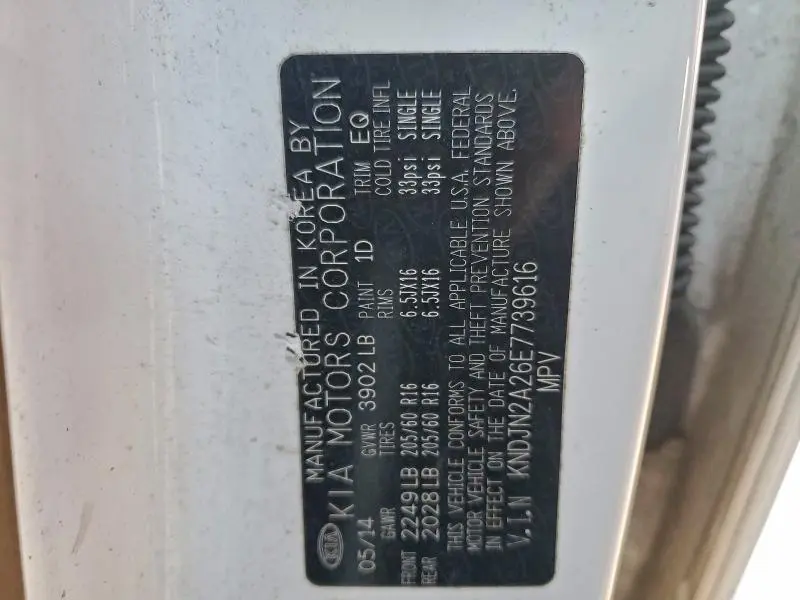 MANUFACTURED IN KOREA BY
KIA KIA MOTORS CORPORATION
05/14 GVWR 3902 LB PAINT 1D TRIM EQ
GAWR TIRES RIMS COLD TIRE INFL
FRONT 2249LB 205/60 R16 6.5JX16 33psi SINGLE
REAR 2028LB 205/60 R16 6.5JX16 33psi SINGLE
THIS VEHICLE CONFORMS TO ALL APPLICABLE U.S.A. FEDERAL
MOTOR VEHICLE SAFETY AND THEFT PREVENTION STANDARDS
IN EFFECT ON THE DATE OF MANUFACTURE SHOWN ABOVE.
V.I.N KNDJN2A26E7739616
MPV